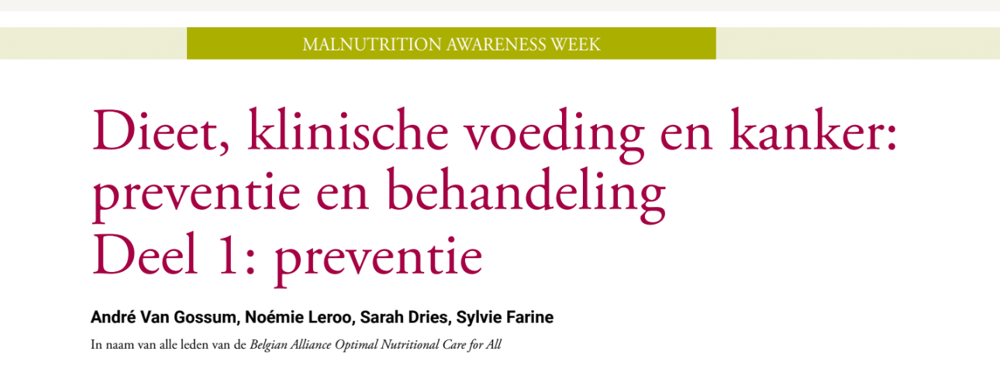 MALNUTRITION AWARENESS WEEK
Dieet, klinische voeding en kanker:
preventie en behandeling
Deel 1: preventie
André Van Gossum, Noémie Leroo, Sarah Dries, Sylvie Farine
In naam van alle leden van de Belgian Alliance Optimal Nutritional Care for All